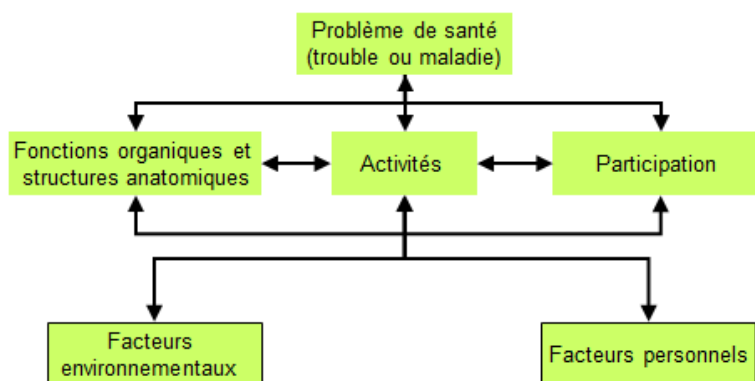 Problème de santé
(trouble ou maladie)
Fonctions organiques et
structures anatomiques
Activités
Participation
Facteurs
environnementaux
Facteurs personnels